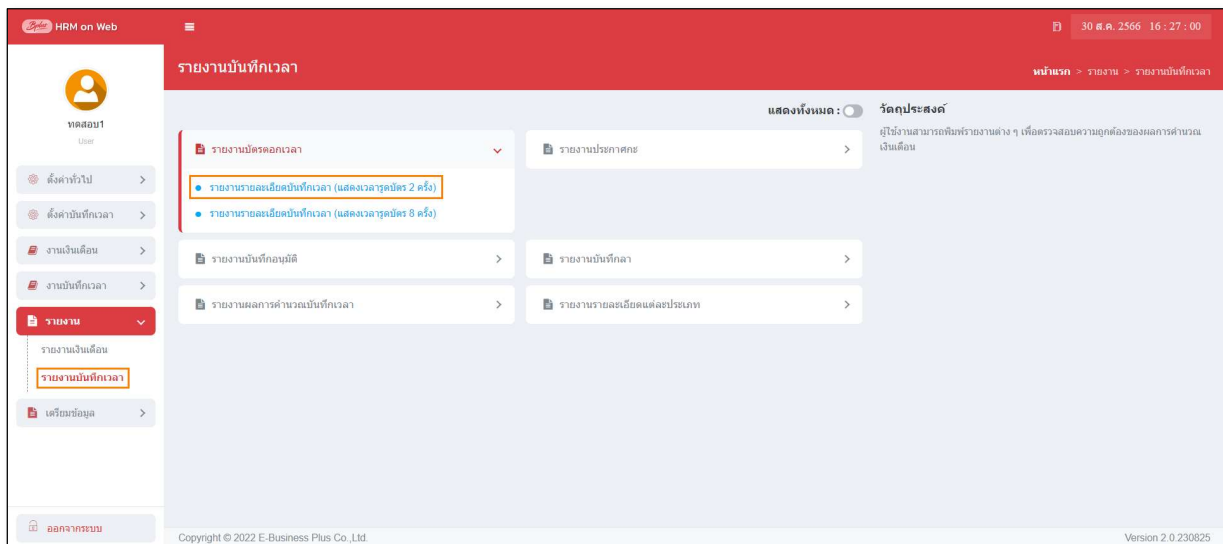 Bplus HRM on Web
30 ส.ค. 2566 16 : 27 : 00
รายงานบันทึกเวลา
หน้าแรก > รายงาน > รายงานบันทึกเวลา
ทดสอบ1
User
ตั้งค่าทั่วไป
ตั้งค่าบันทึกเวลา
งานเงินเดือน
งานบันทึกเวลา
รายงาน
รายงานเงินเดือน
รายงานบันทึกเวลา
เตรียมข้อมูล
ออกจากระบบ
แสดงทั้งหมด :
รายงานบัตรตอกเวลา
รายงานประกาศกะ
รายงานรายละเอียดบันทึกเวลา (แสดงเวลารูดบัตร 2 ครั้ง)
รายงานรายละเอียดบันทึกเวลา (แสดงเวลารูดบัตร 8 ครั้ง)
รายงานบันทึกอนุมัติ
รายงานบันทึกลา
รายงานผลการคำนวณบันทึกเวลา
รายงานรายละเอียดแต่ละประเภท
วัตถุประสงค์
ผู้ใช้งานสามารถพิมพ์รายงานต่าง ๆ เพื่อตรวจสอบความถูกต้องของผลการคำนวณ
เงินเดือน
Copyright © 2022 E-Business Plus Co.,Ltd.
Version 2.0.230825